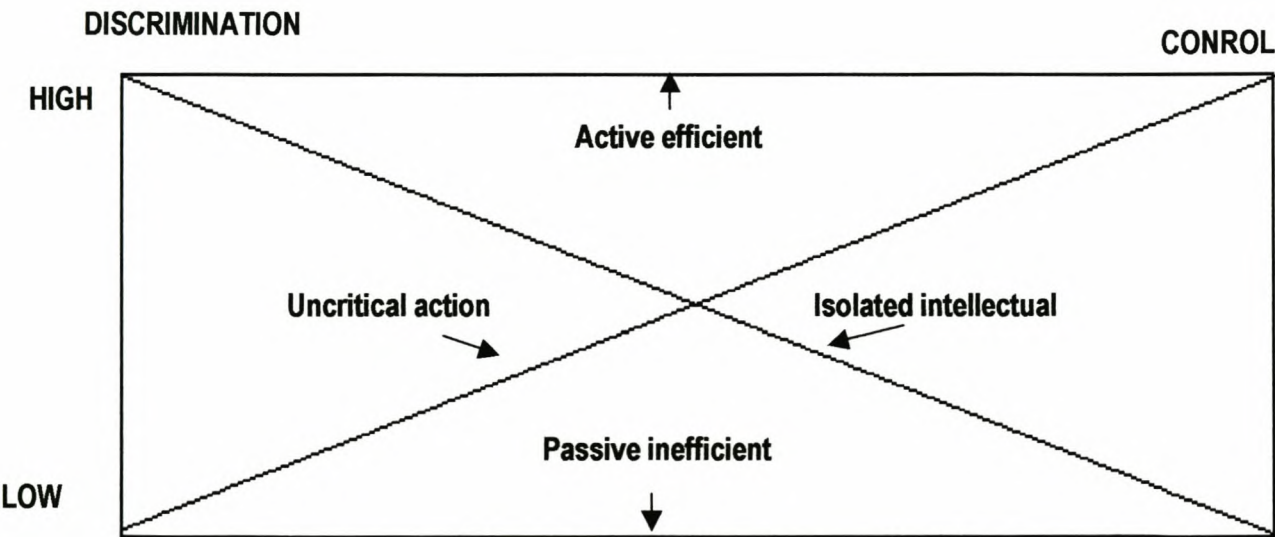 DISCRIMINATION
CONROL
HIGH
Active efficient
Uncritical action
Isolated intellectual
Passive inefficient
LOW